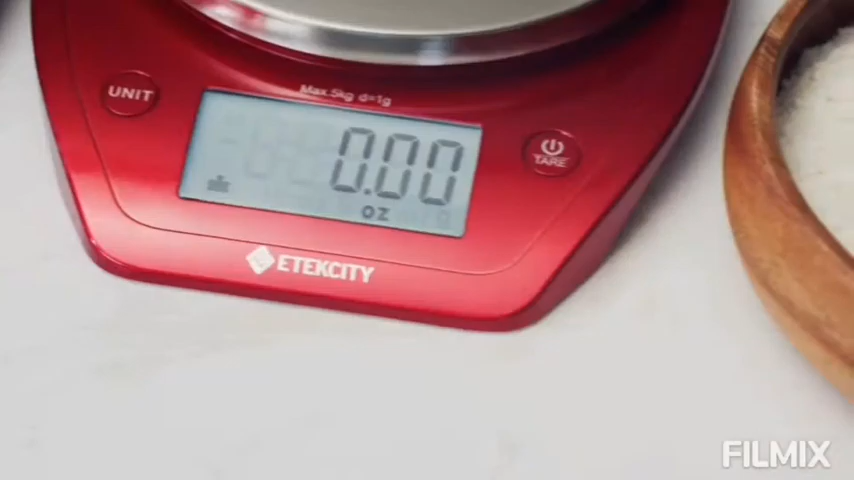 Max.5kg d=1g
UNIT
0.00
TARE
oz
ETEKCITY
FILMIX